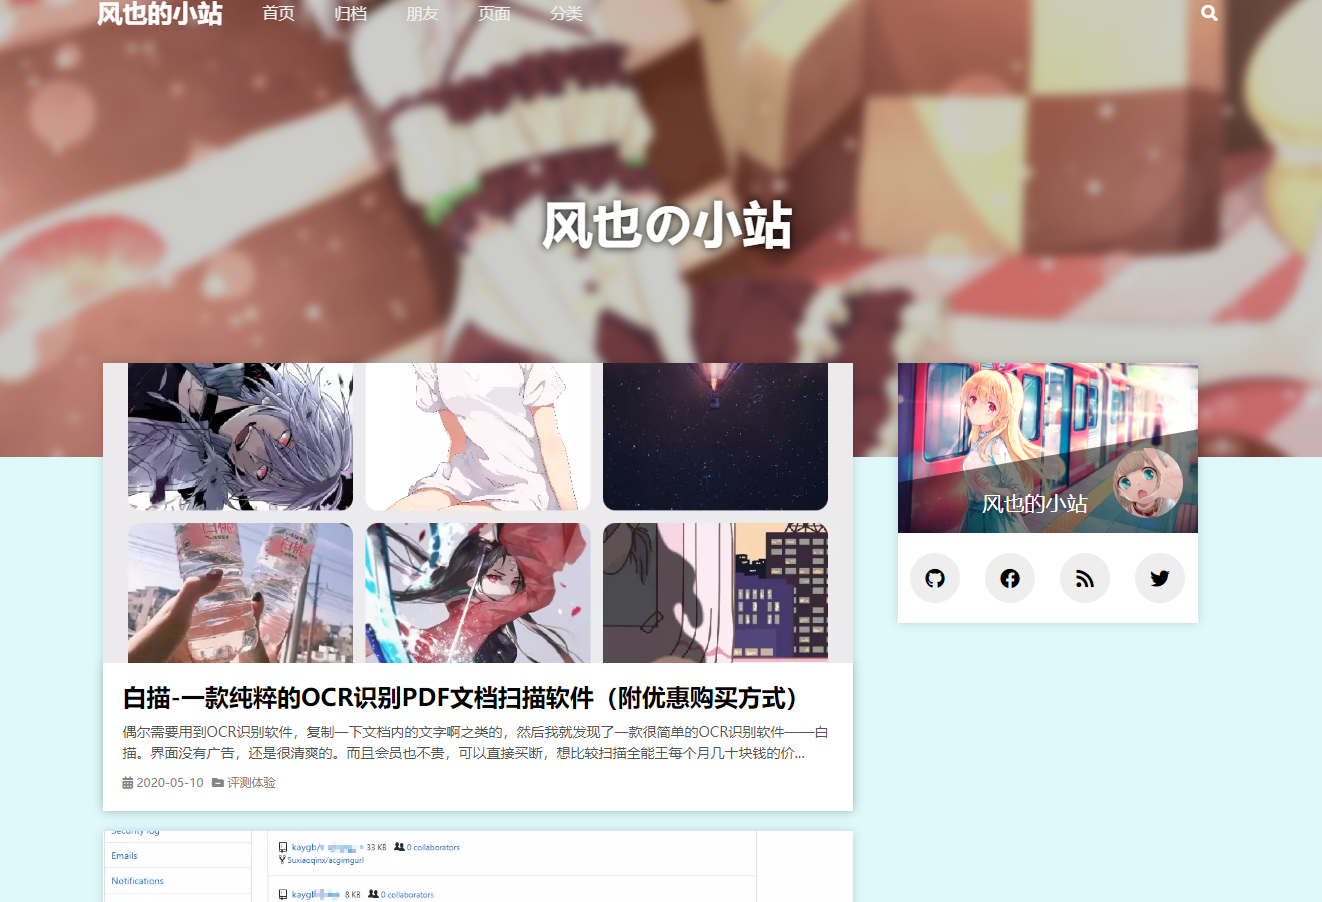 风也的小站 首页 归档 朋友 页面 分类
风也の小站
风也的小站
白描-一款纯粹的OCR识别PDF文档扫描软件（附优惠购买方式）
偶尔需要用到OCR识别软件，复制一下文档内的文字啊之类的，然后我就发现了一款很简单的OCR识别软件——白
描。界面没有广告，还是很清爽的。而且会员也不贵，可以直接买断，想比较扫描全能王每个月几十块钱的价...
2020-05-10 评测体验
Security log
Emails
Notifications
kaygb/ 33 KB 0 collaborators
Suxiaoqinx/acgimgurl
8 KB 0 collaborators